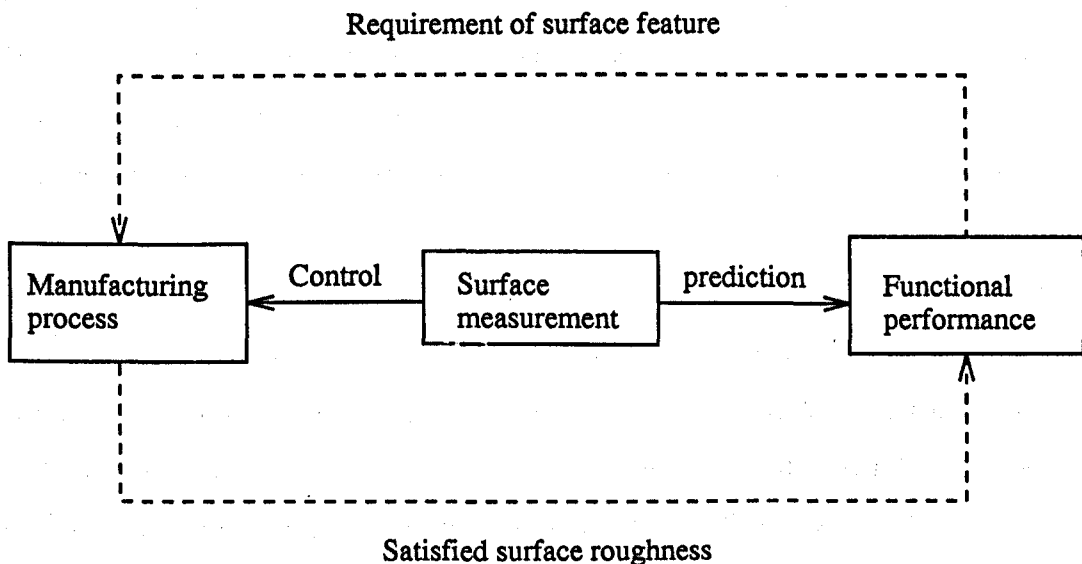 Requirement of surface feature
Manufacturing
process
Control
Surface
measurement
prediction
Functional
performance
Satisfied surface roughness